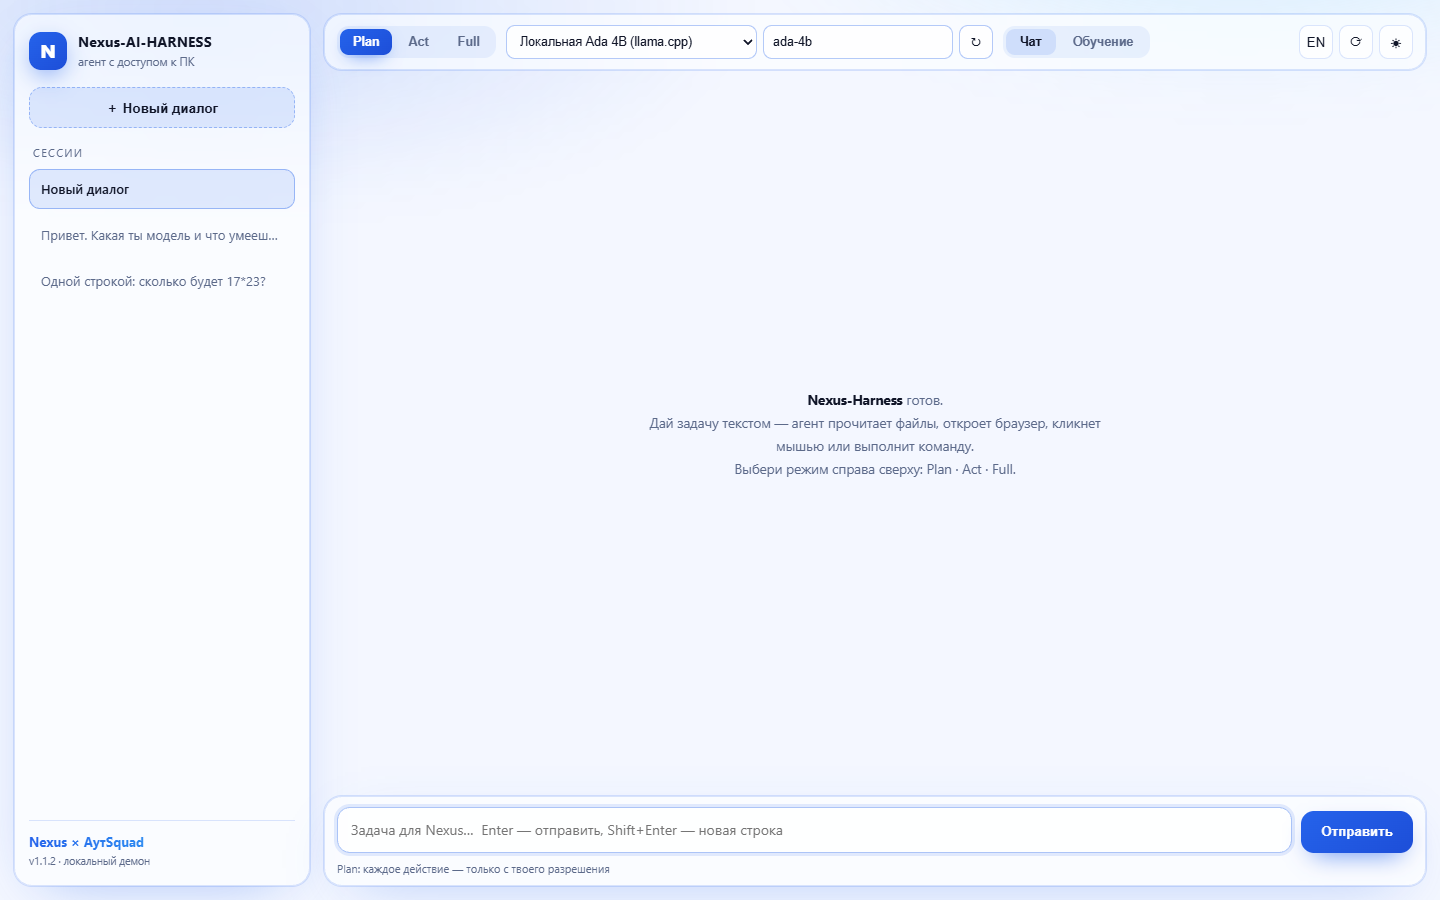 N
Nexus-AI-HARNESS
агент с доступом к ПК
+ Новый диалог
СЕССИИ
Новый диалог
Привет. Какая ты модель и что умееш...
Одной строкой: сколько будет 17*23?
Nexus × АутSquad
v1.1.2 · локальный демон
Plan Act Full
Локальная Ada 4B (llama.cpp)
ada-4b
Чат Обучение
EN
Nexus-Harness готов.
Дай задачу текстом — агент прочитает файлы, откроет браузер, кликнет
мышью или выполнит команду.
Выбери режим справа сверху: Plan · Act · Full.
Задача для Nexus... Enter — отправить, Shift+Enter — новая строка
Отправить
Plan: каждое действие — только с твоего разрешения